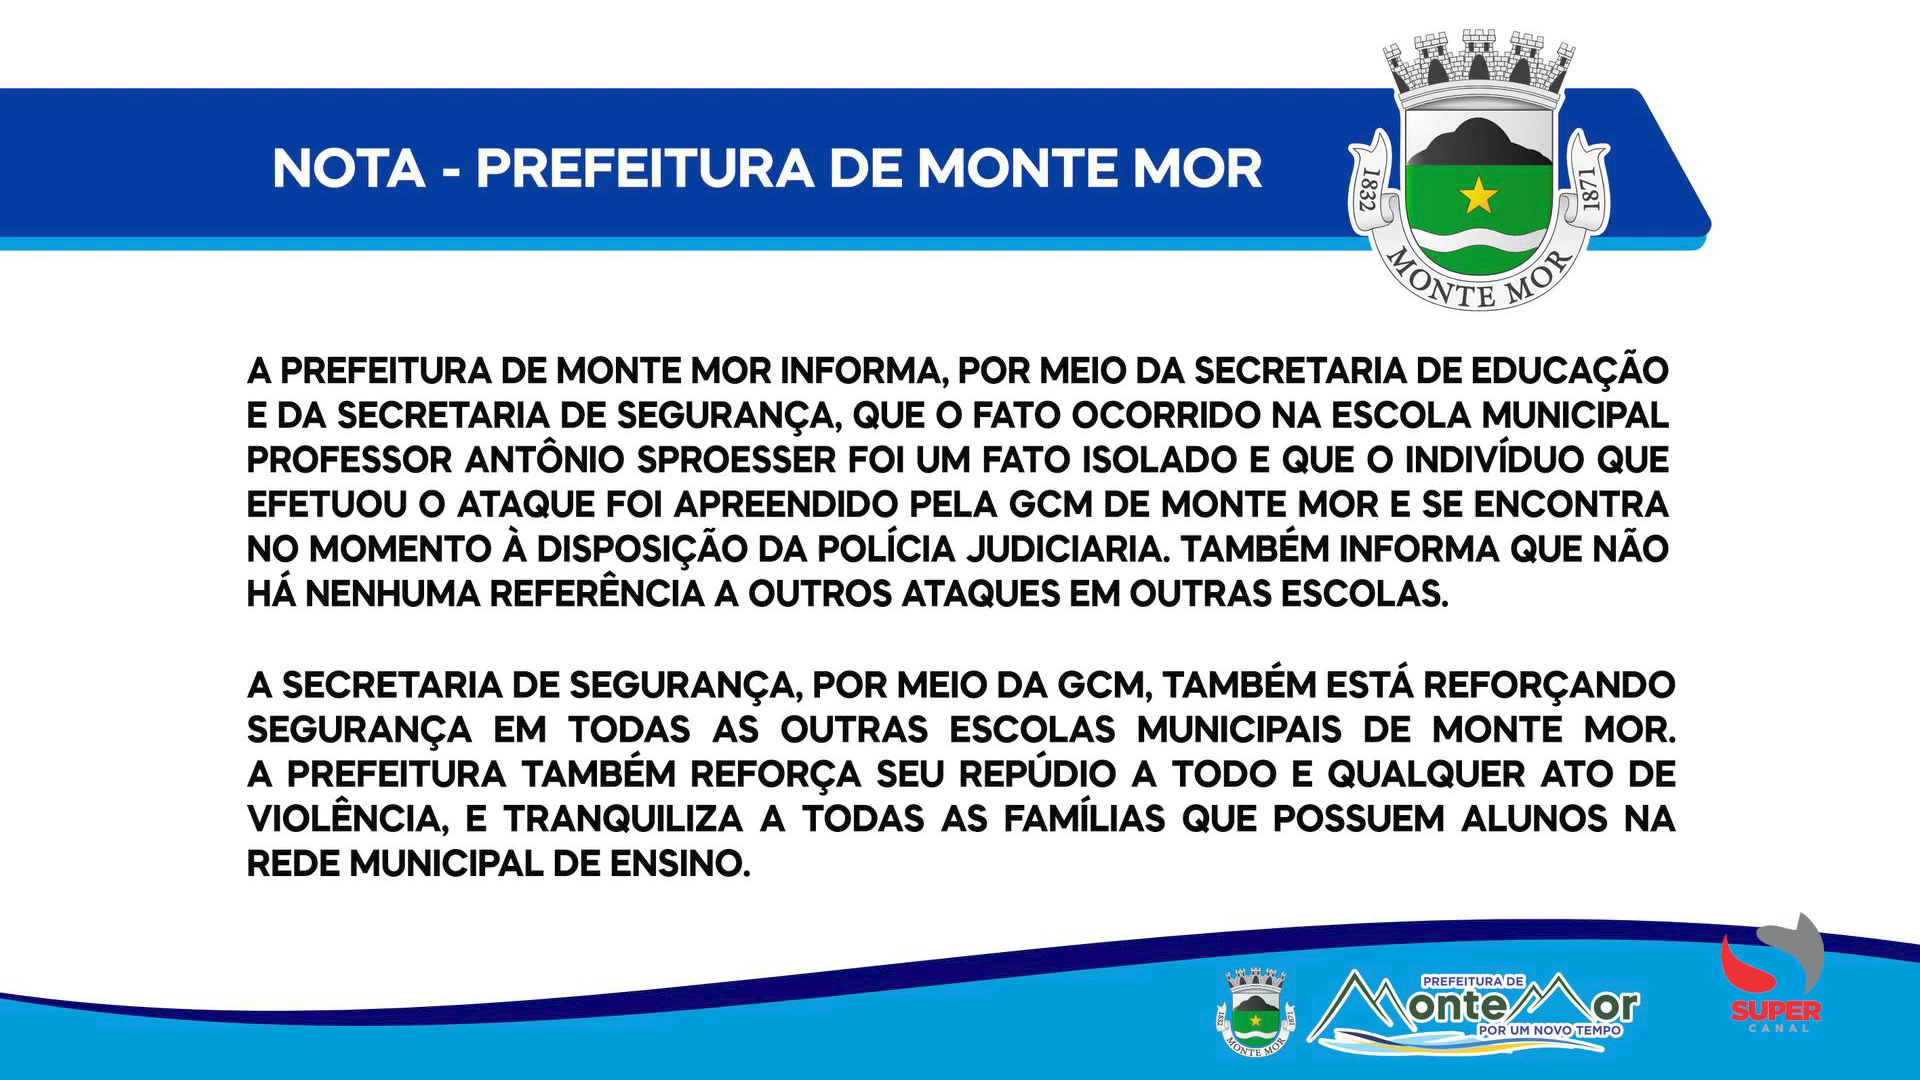 NOTA - PREFEITURA DE MONTE MOR
1832
1871
MONTE MOR
A PREFEITURA DE MONTE MOR INFORMA, POR MEIO DA SECRETARIA DE EDUCAÇÃO
E DA SECRETARIA DE SEGURANÇA, QUE O FATO OCORRIDO NA ESCOLA MUNICIPAL
PROFESSOR ANTÔNIO SPROESSER FOI UM FATO ISOLADO E QUE O INDIVÍDUO QUE
EFETUOU O ATAQUE FOI APREENDIDO PELA GCM DE MONTE MOR E SE ENCONTRA
NO MOMENTO À DISPOSIÇÃO DA POLÍCIA JUDICIARIA. TAMBÉM INFORMA QUE NÃO
HÁ NENHUMA REFERÊNCIA A OUTROS ATAQUES EM OUTRAS ESCOLAS.
A SECRETARIA DE SEGURANÇA, POR MEIO DA GCM, TAMBÉM ESTÁ REFORÇANDO
SEGURANÇA EM TODAS AS OUTRAS ESCOLAS MUNICIPAIS DE MONTE MOR.
A PREFEITURA TAMBÉM REFORÇA SEU REPÚDIO A TODO E QUALQUER ATO DE
VIOLÊNCIA, E TRANQUILIZA A TODAS AS FAMÍLIAS QUE POSSUEM ALUNOS NA
REDE MUNICIPAL DE ENSINO.
1832
1871
MONTE MOR
PREFEITURA DE
Monte Mor
POR UM NOVO TEMPO
SUPER
CANAL